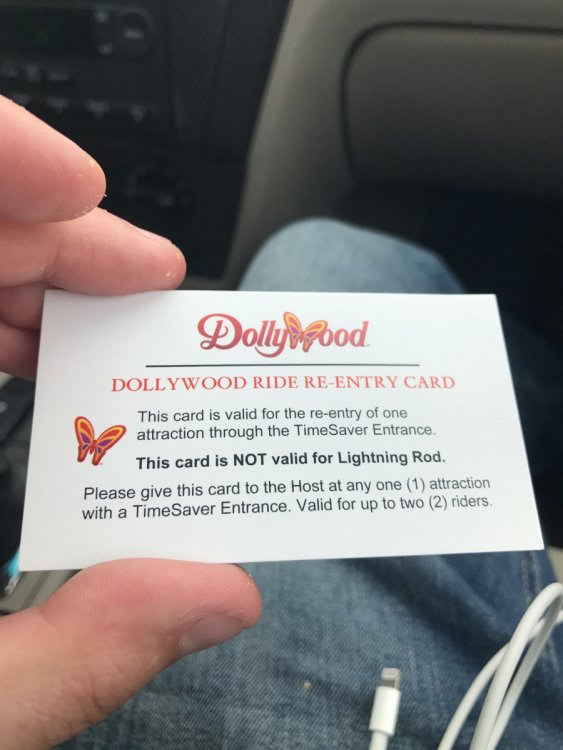 Dollywood
DOLLYWOOD RIDE RE-ENTRY CARD
This card is valid for the re-entry of one
attraction through the TimeSaver Entrance.
This card is NOT valid for Lightning Rod.
Please give this card to the Host at any one (1) attraction
with a TimeSaver Entrance. Valid for up to two (2) riders.